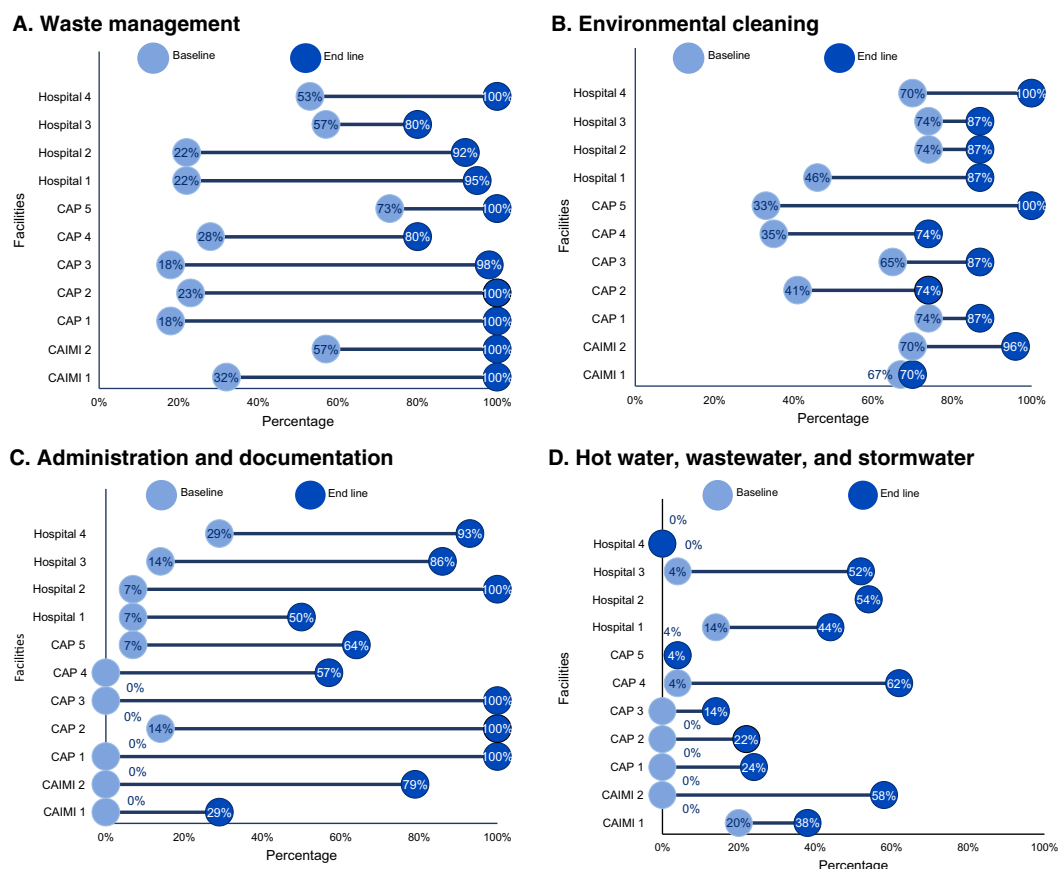 A. Waste management
Baseline
End line
Hospital 4
53%
100%
Hospital 3
57%
80%
Hospital 2
22%
92%
Hospital 1
22%
95%
CAP 5
73%
100%
CAP 4
28%
80%
CAP 3
18%
98%
CAP 2
23%
100%
CAP 1
18%
100%
CAIMI 2
57%
100%
CAIMI 1
32%
100%
Facilities
0% 20% 40% 60% 80% 100%
Percentage
B. Environmental cleaning
Baseline
End line
Hospital 4
70%
100%
Hospital 3
74%
87%
Hospital 2
74%
87%
Hospital 1
46%
87%
CAP 5
33%
100%
CAP 4
35%
74%
CAP 3
65%
87%
CAP 2
41%
74%
CAP 1
74%
87%
CAIMI 2
70%
96%
CAIMI 1
67%
70%
Facilities
0% 20% 40% 60% 80% 100%
Percentage
C. Administration and documentation
Baseline
End line
Hospital 4
29%
93%
Hospital 3
14%
86%
Hospital 2
7%
100%
Hospital 1
7%
50%
CAP 5
7%
64%
CAP 4
57%
0%
CAP 3
100%
0%
CAP 2
14%
100%
0%
CAP 1
100%
0%
CAIMI 2
79%
0%
CAIMI 1
29%
Facilities
0% 20% 40% 60% 80% 100%
Percentage
D. Hot water, wastewater, and stormwater
Baseline
End line
0%
Hospital 4
0%
Hospital 3
4%
52%
Hospital 2
54%
Hospital 1
14%
44%
4%
CAP 5
4%
CAP 4
4%
62%
CAP 3
14%
0%
CAP 2
22%
0%
CAP 1
24%
0%
CAIMI 2
58%
0%
CAIMI 1
20%
38%
Facilities
0% 20% 40% 60% 80% 100%
Percentage